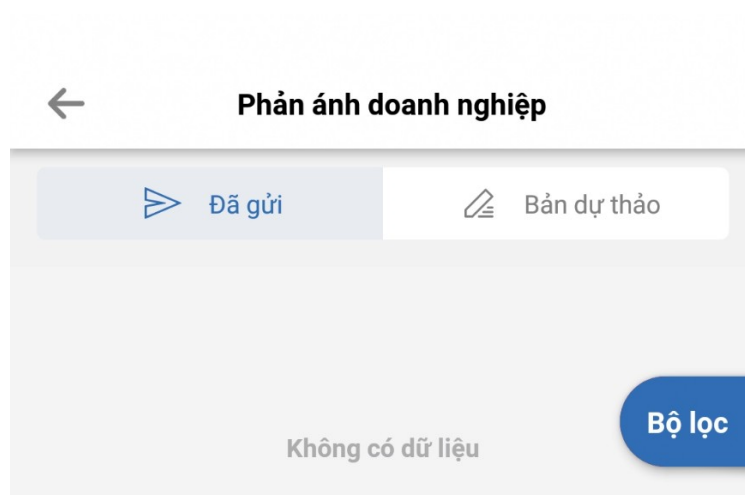 Phản ánh doanh nghiệp
Đã gửi
Bản dự thảo
Bộ lọc
Không có dữ liệu